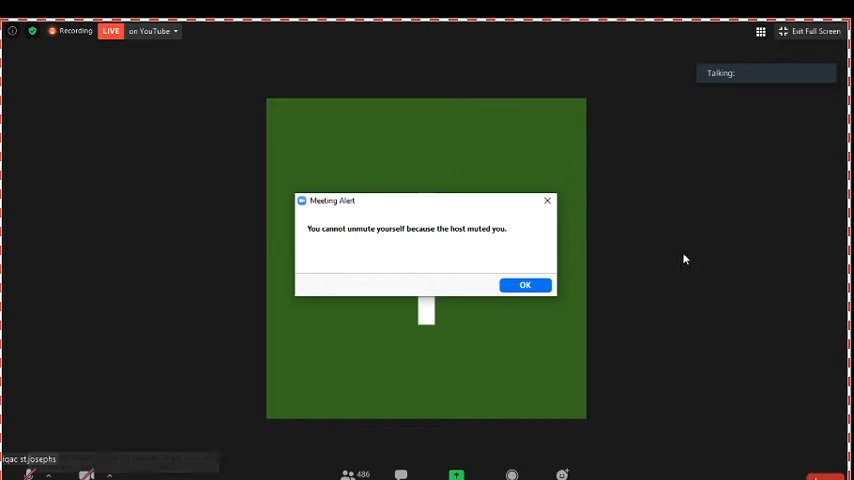 Recording LIVE on YouTube
Exit Full Screen
Talking:
Meeting Alert
You cannot unmute yourself because the host muted you.
OK
iqac st.josephs
486